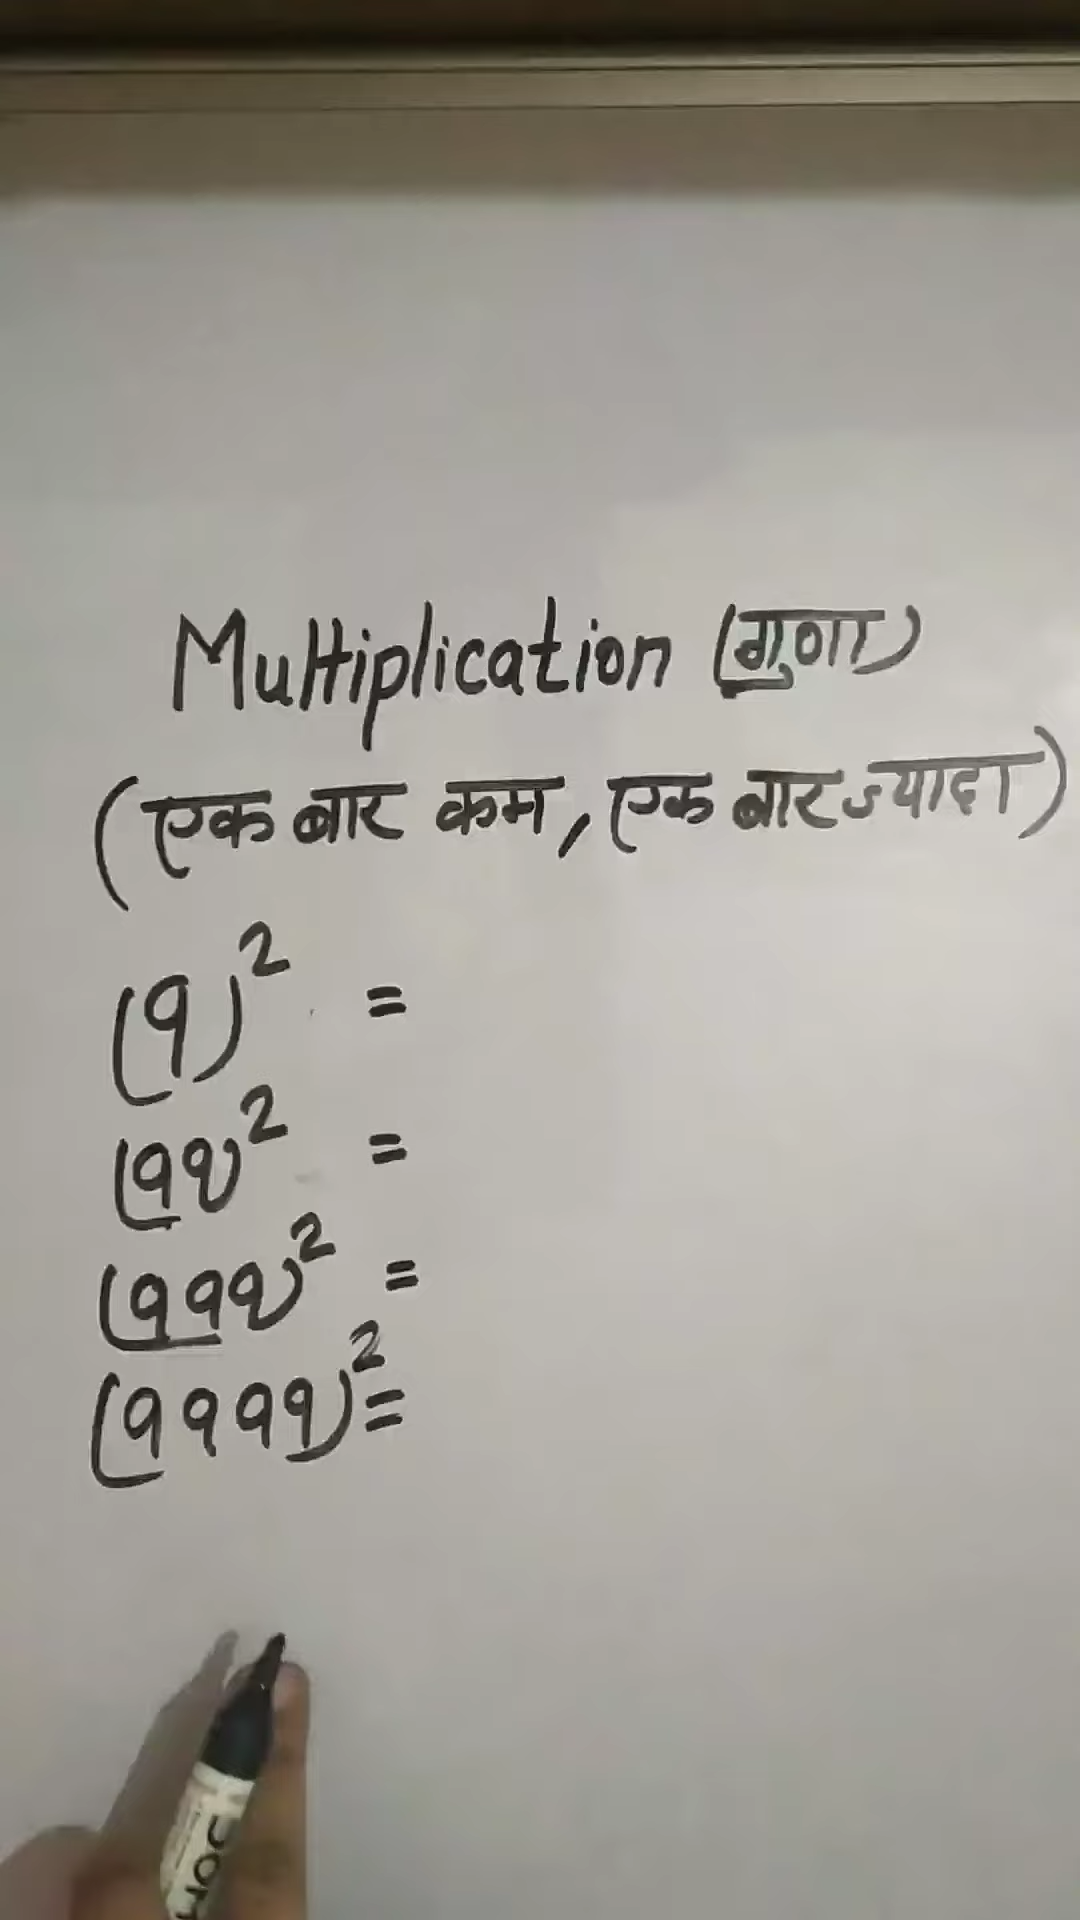 Multiplication (गुणा)
(एक बार कम, एक बार ज्यादा)
(9)² =
(99)² =
(999)² =
(9999)² =